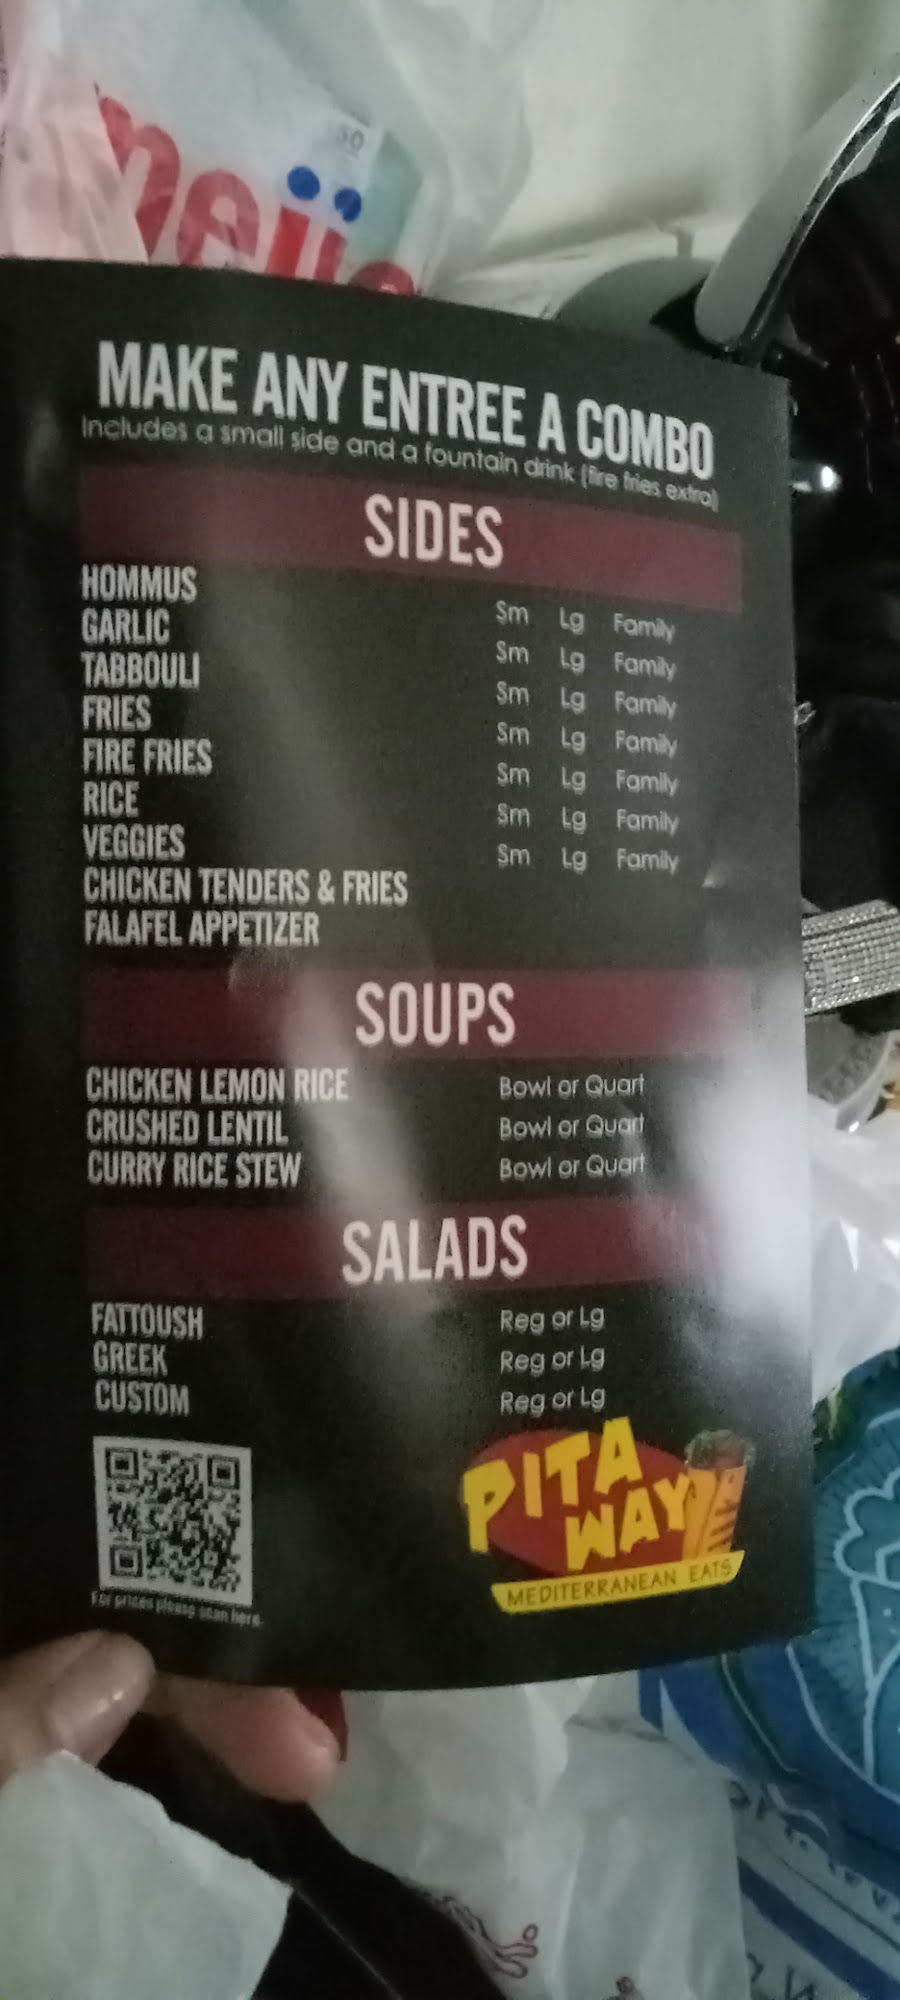 MAKE ANY ENTREE A COMBO
Includes a small side and a fountain drink (fire fries extra)
SIDES
HOMMUS Sm Lg Family
GARLIC Sm Lg Family
TABBOULI Sm Lg Family
FRIES Sm Lg Family
FIRE FRIES Sm Lg Family
RICE Sm Lg Family
VEGGIES Sm Lg Family
CHICKEN TENDERS & FRIES
FALAFEL APPETIZER
SOUPS
CHICKEN LEMON RICE Bowl or Quart
CRUSHED LENTIL Bowl or Quart
CURRY RICE STEW Bowl or Quart
SALADS
FATTOUSH Reg or Lg
GREEK Reg or Lg
CUSTOM Reg or Lg
PITA
WAY
MEDITERRANEAN EATS
For prices please scan here.